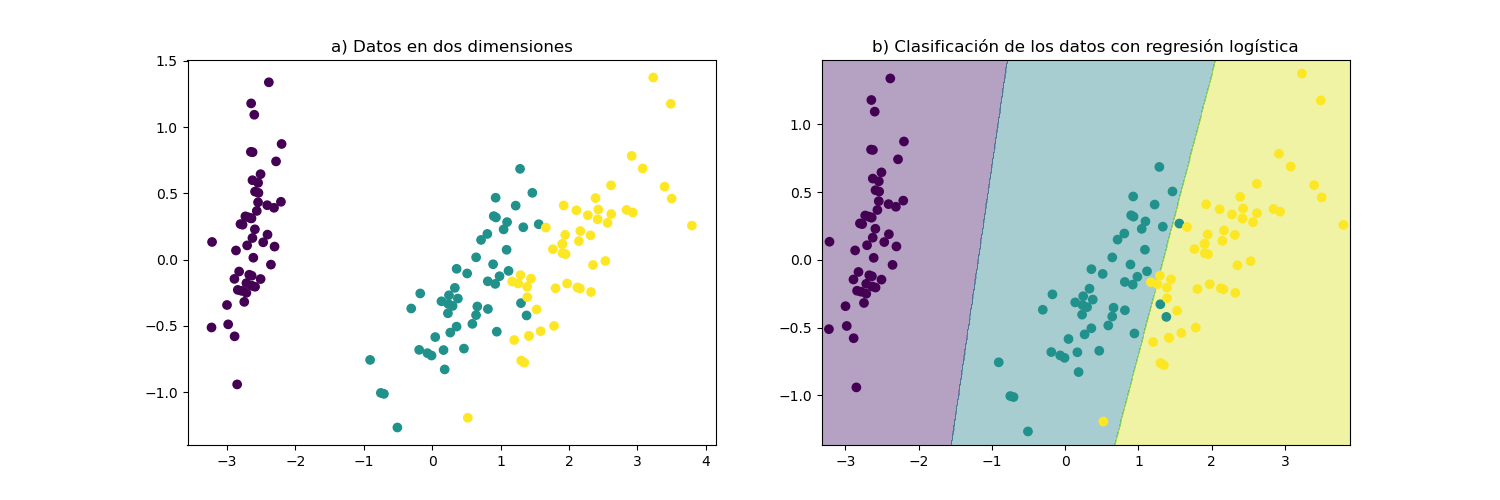 a) Datos en dos dimensiones
1.5
1.0
0.5
0.0
−0.5
−1.0
−3 −2 −1 0 1 2 3 4
b) Clasificación de los datos con regresión logística
1.0
0.5
0.0
−0.5
−1.0
−3 −2 −1 0 1 2 3